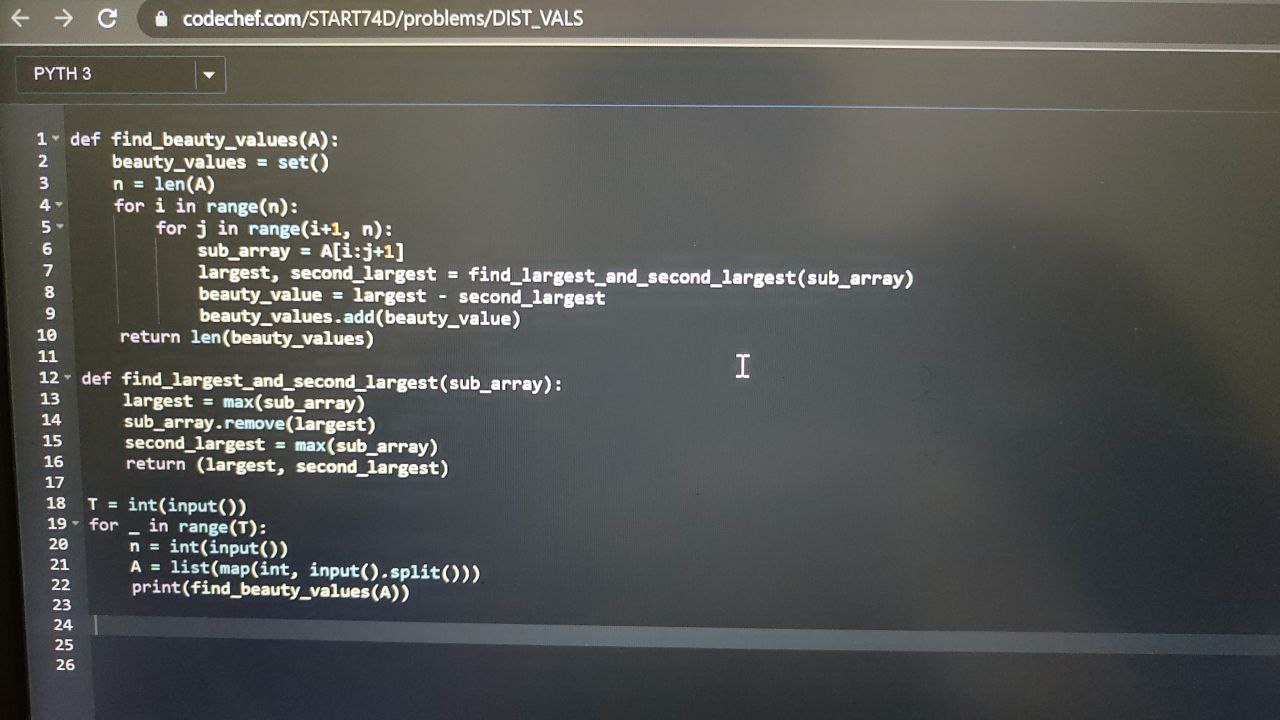 codechef.com/START74D/problems/DIST_VALS
PYTH 3
1 def find_beauty_values(A):
2     beauty_values = set()
3     n = len(A)
4     for i in range(n):
5         for j in range(i+1, n):
6             sub_array = A[i:j+1]
7             largest, second_largest = find_largest_and_second_largest(sub_array)
8             beauty_value = largest - second_largest
9             beauty_values.add(beauty_value)
10     return len(beauty_values)
11
12 def find_largest_and_second_largest(sub_array):
13     largest = max(sub_array)
14     sub_array.remove(largest)
15     second_largest = max(sub_array)
16     return (largest, second_largest)
17
18 T = int(input())
19 for _ in range(T):
20     n = int(input())
21     A = list(map(int, input().split()))
22     print(find_beauty_values(A))
23
24
25
26